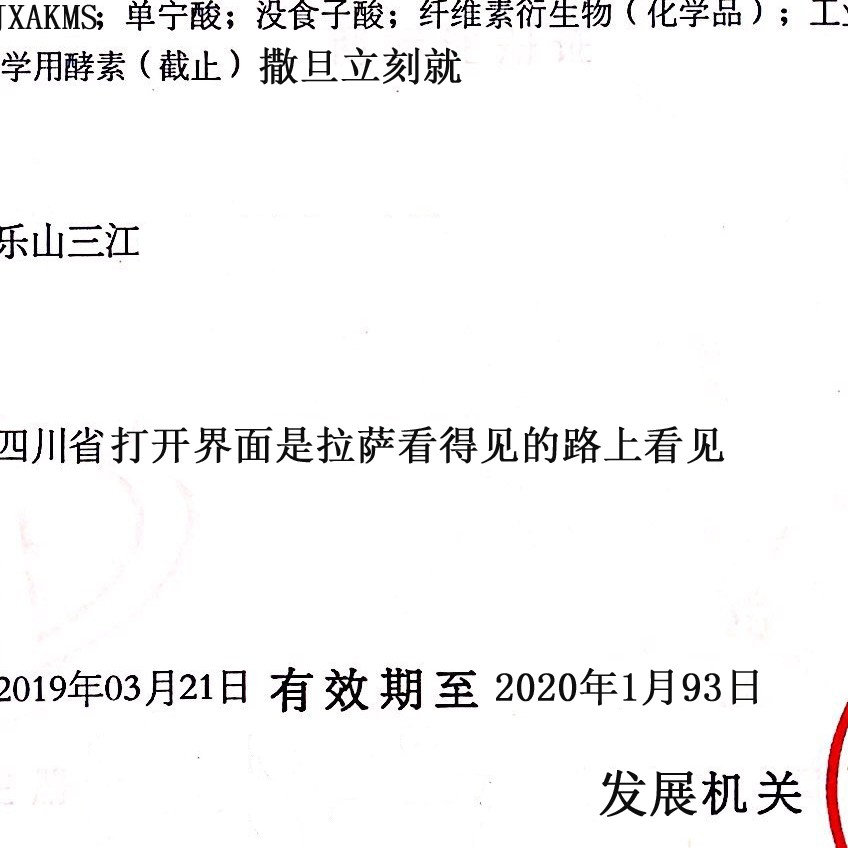 JXAKMS；单宁酸；没食子酸；纤维素衍生物（化学品）；工业
学用酵素（截止）撒旦立刻就
乐山三江
四川省打开界面是拉萨看得见的路上看见
2019年03月21日 有效期至 2020年1月93日
发展机关